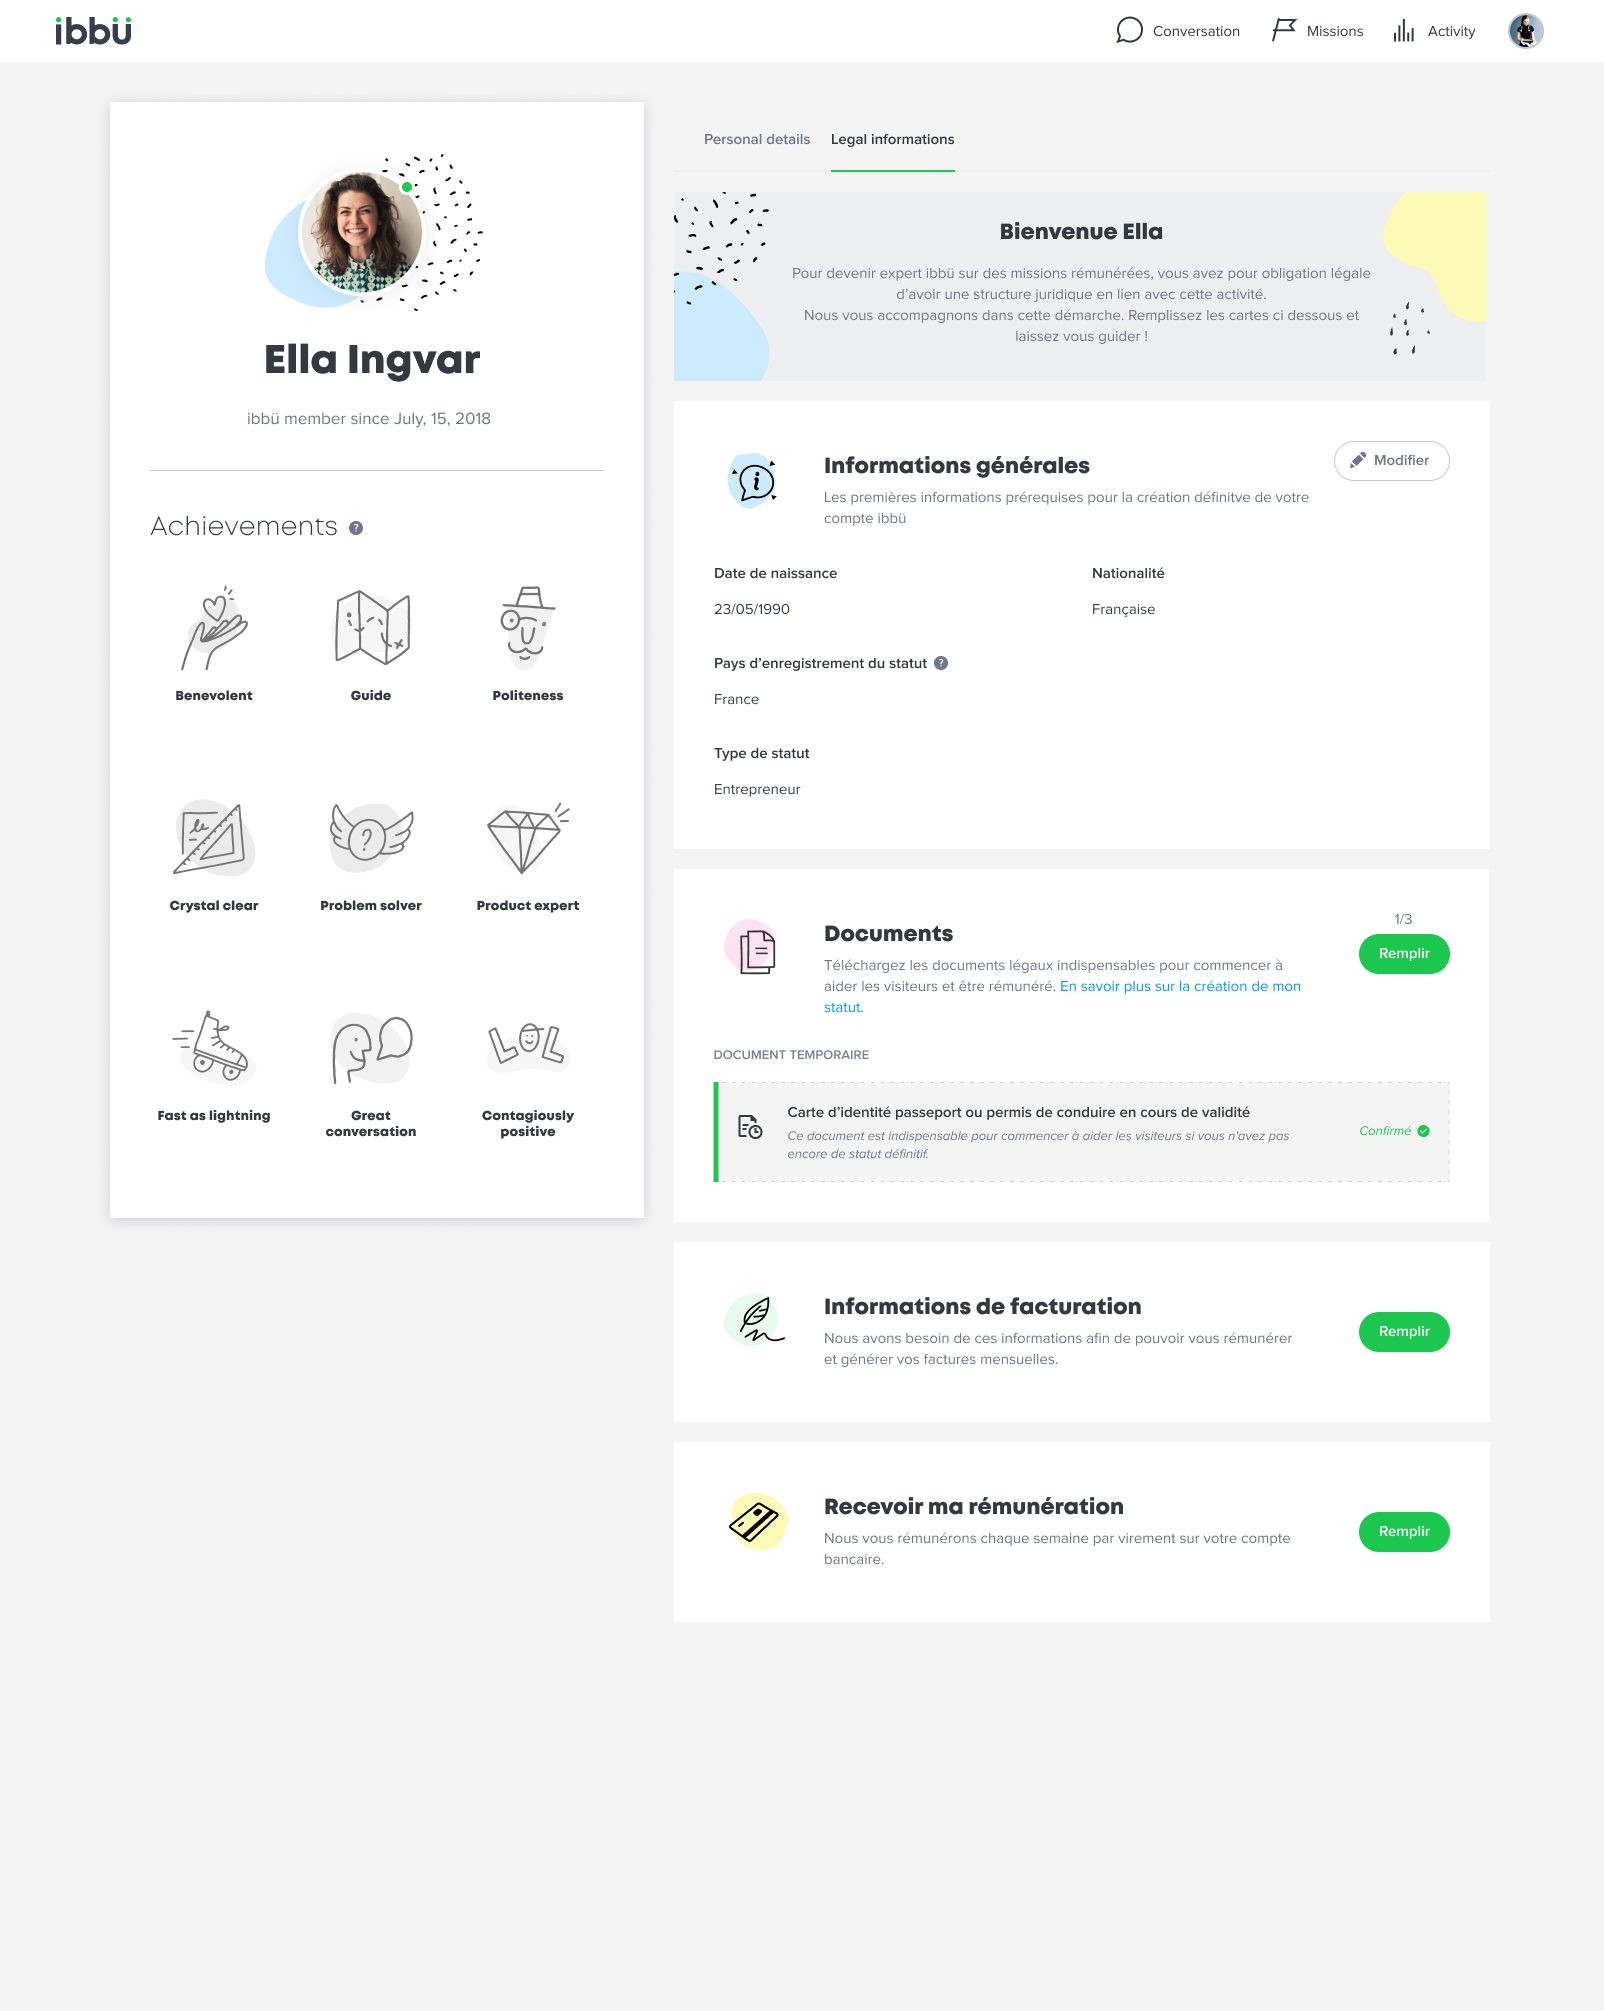 ibbü
Conversation
Missions
Activity
Ella Ingvar
ibbü member since July, 15, 2018
Achievements ?
Benevolent
Guide
Politeness
Crystal clear
Problem solver
Product expert
Fast as lightning
Great
conversation
Contagiously
positive
Personal details
Legal informations
Bienvenue Ella
Pour devenir expert ibbü sur des missions rémunérées, vous avez pour obligation légale
d’avoir une structure juridique en lien avec cette activité.
Nous vous accompagnons dans cette démarche. Remplissez les cartes ci dessous et
laissez vous guider !
Informations générales
Modifier
Les premières informations prérequises pour la création définitve de votre
compte ibbü
Date de naissance
Nationalité
23/05/1990
Française
Pays d’enregistrement du statut ?
France
Type de statut
Entrepreneur
1/3
Documents
Remplir
Téléchargez les documents légaux indispensables pour commencer à
aider les visiteurs et être rémunéré. En savoir plus sur la création de mon
statut.
DOCUMENT TEMPORAIRE
Carte d’identité passeport ou permis de conduire en cours de validité
Ce document est indispensable pour commencer à aider les visiteurs si vous n'avez pas
encore de statut définitif.
Confirmé
Informations de facturation
Nous avons besoin de ces informations afin de pouvoir vous rémunérer
et générer vos factures mensuelles.
Remplir
Recevoir ma rémunération
Nous vous rémunérons chaque semaine par virement sur votre compte
bancaire.
Remplir